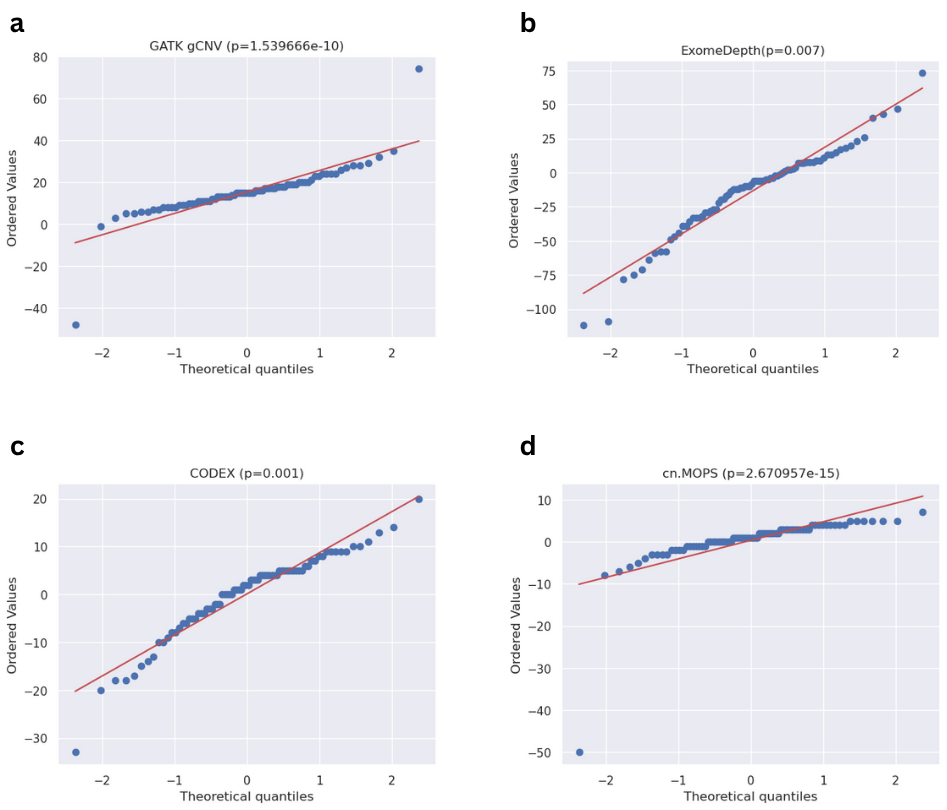 a
GATK gCNV (p=1.539666e-10)
80
60
40
20
0
−20
−40
Ordered Values
−2 −1 0 1 2
Theoretical quantiles
b
ExomeDepth(p=0.007)
75
50
25
0
−25
−50
−75
−100
Ordered Values
−2 −1 0 1 2
Theoretical quantiles
c
CODEX (p=0.001)
20
10
0
−10
−20
−30
Ordered Values
−2 −1 0 1 2
Theoretical quantiles
d
cn.MOPS (p=2.670957e-15)
10
0
−10
−20
−30
−40
−50
Ordered Values
−2 −1 0 1 2
Theoretical quantiles